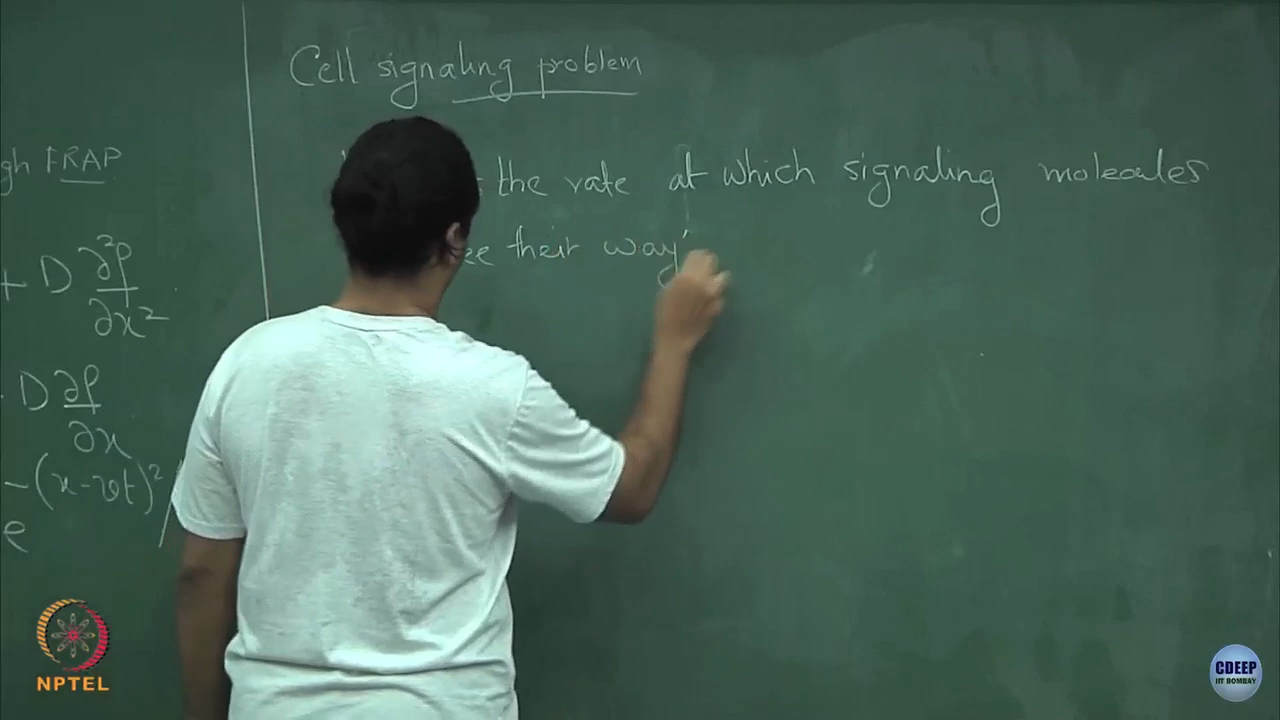 Cell signaling problem
the rate at which signaling molecules
their way
gh FRAP
+ D ∂²ρ/∂x²
D ∂ρ/∂x
e −(x−vt)²/
NPTEL
CDEEP
IIT BOMBAY